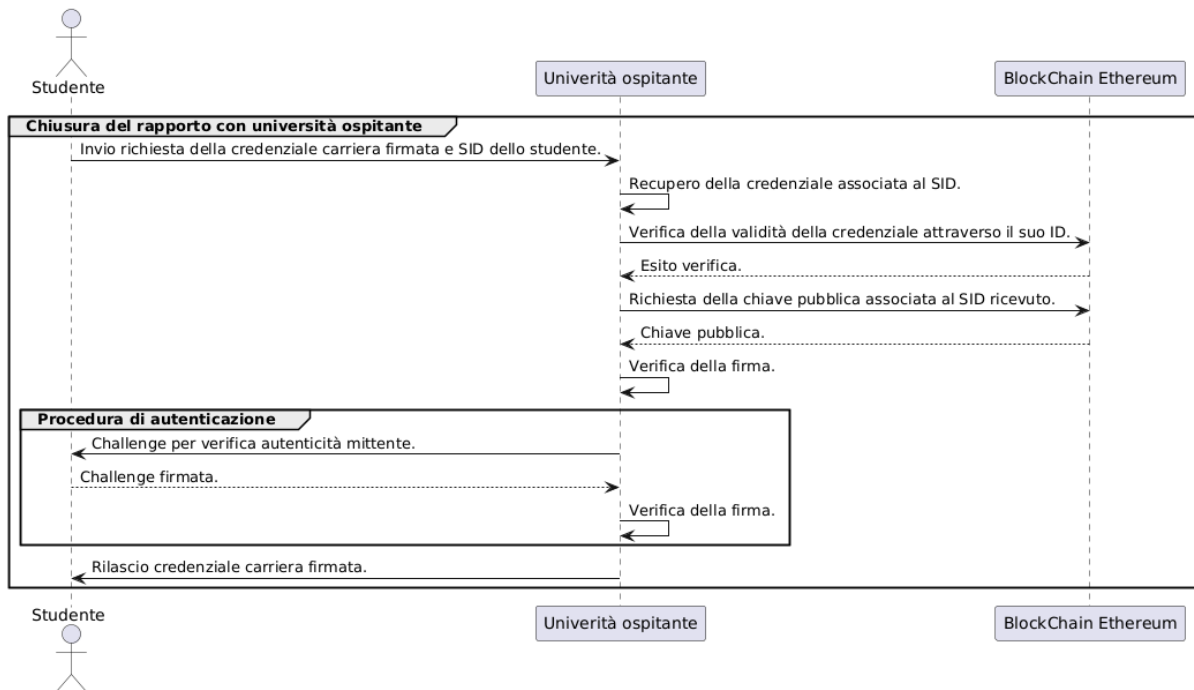 Studente
Univerità ospitante
BlockChain Ethereum
Chiusura del rapporto con università ospitante
Invio richiesta della credenziale carriera firmata e SID dello studente.
Recupero della credenziale associata al SID.
Verifica della validità della credenziale attraverso il suo ID.
Esito verifica.
Richiesta della chiave pubblica associata al SID ricevuto.
Chiave pubblica.
Verifica della firma.
Procedura di autenticazione
Challenge per verifica autenticità mittente.
Challenge firmata.
Verifica della firma.
Rilascio credenziale carriera firmata.
Studente
Univerità ospitante
BlockChain Ethereum